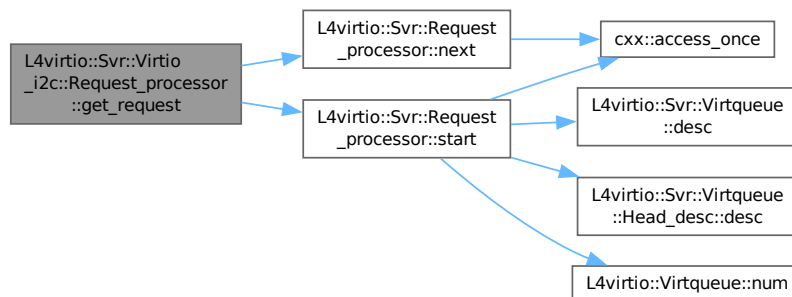 L4virtio::Svr::Virtio
_i2c::Request_processor
::get_request
L4virtio::Svr::Request
_processor::next
L4virtio::Svr::Request
_processor::start
cxx::access_once
L4virtio::Svr::Virtqueue
::desc
L4virtio::Svr::Virtqueue
::Head_desc::desc
L4virtio::Virtqueue::num